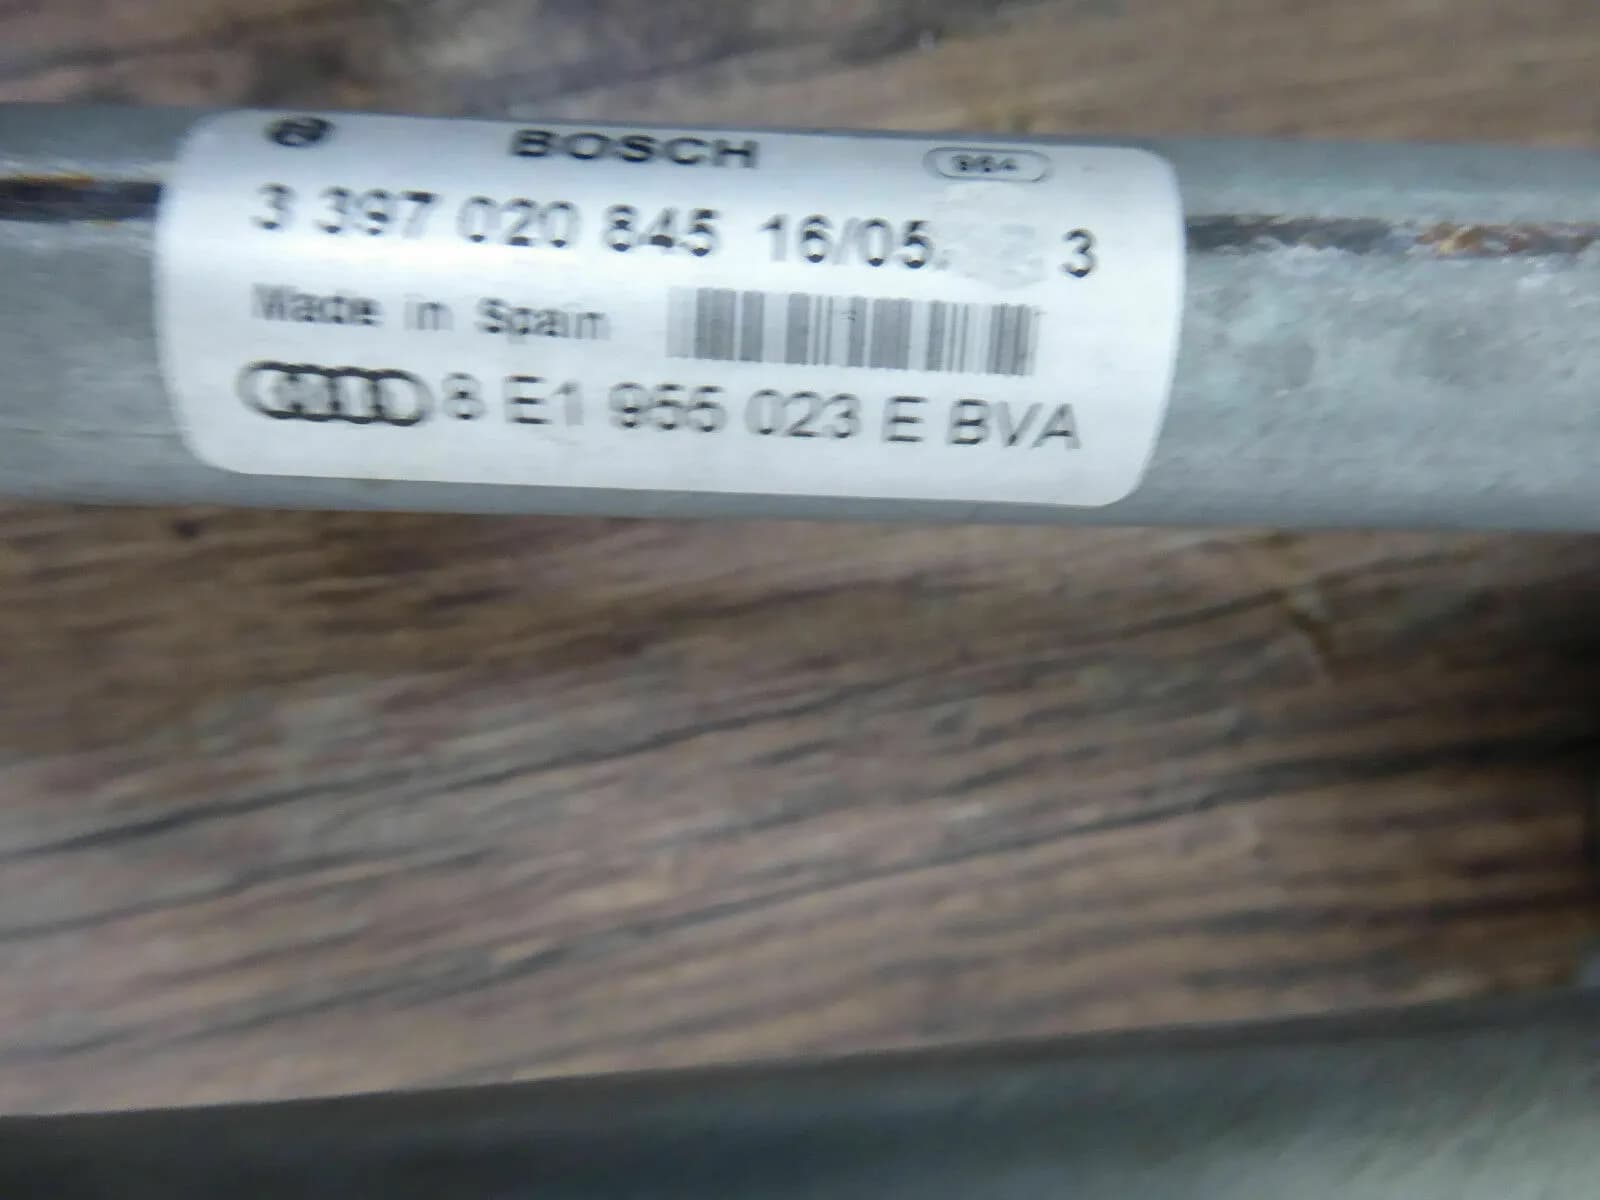 BOSCH
3 397 020 845 16/05. 3
Made in Spain
8 E1 955 023 E BVA